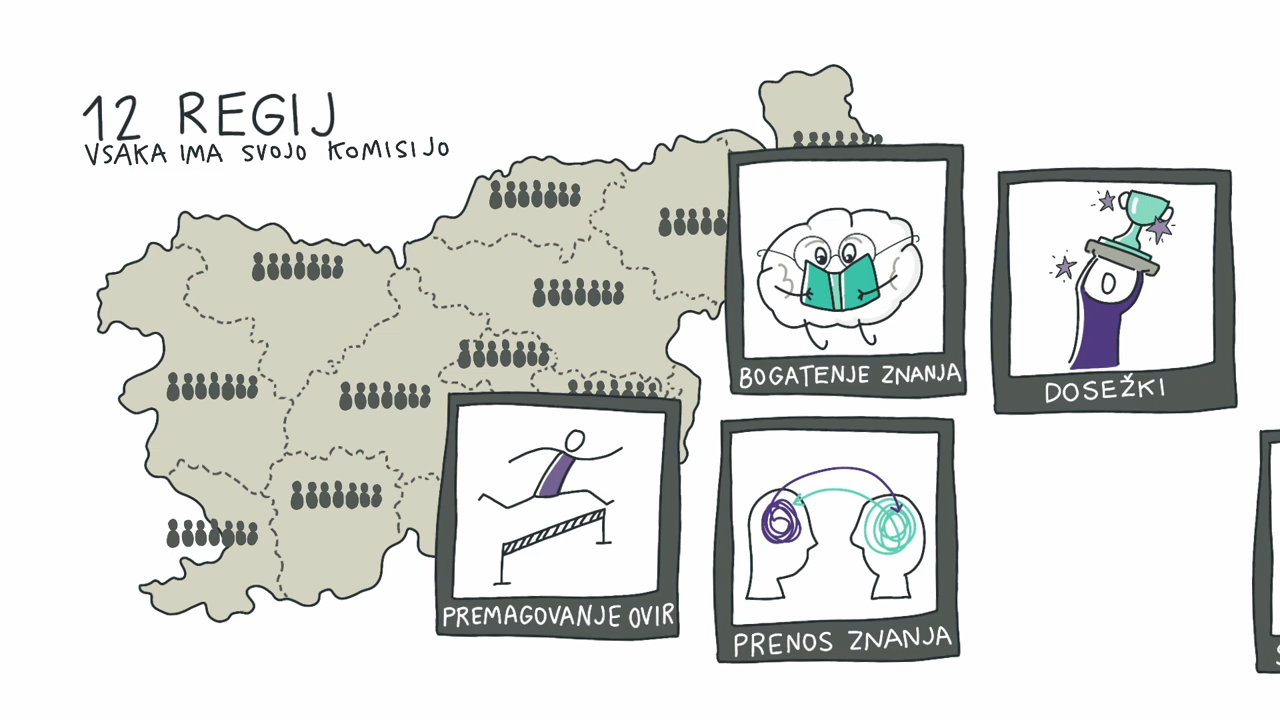 12 REGIJ
VSAKA IMA SVOJO KOMISIJO
BOGATENJE ZNANJA
DOSEŽKI
PREMAGOVANJE OVIR
PRENOS ZNANJA